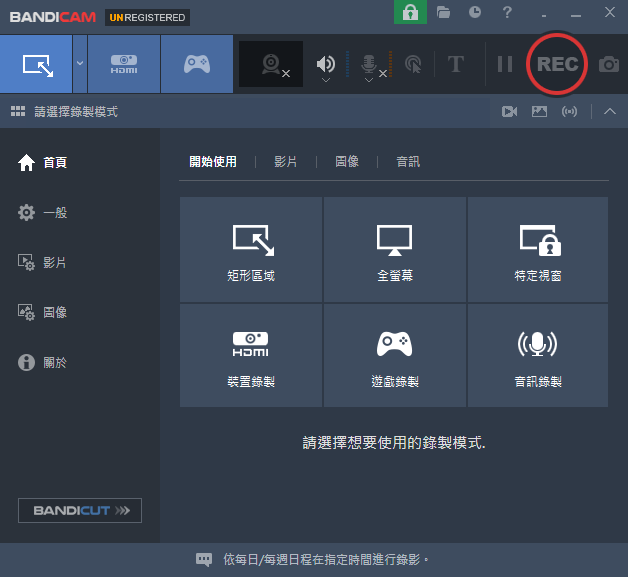 BANDICAM UNREGISTERED
?
HDMI
T
REC
請選擇錄製模式
首頁
一般
影片
圖像
關於
開始使用 影片 圖像 音訊
矩形區域 全螢幕 特定視窗
HDMI
裝置錄製 遊戲錄製 音訊錄製
請選擇想要使用的錄製模式.
BANDICUT
依每日/每週日程在指定時間進行錄影。